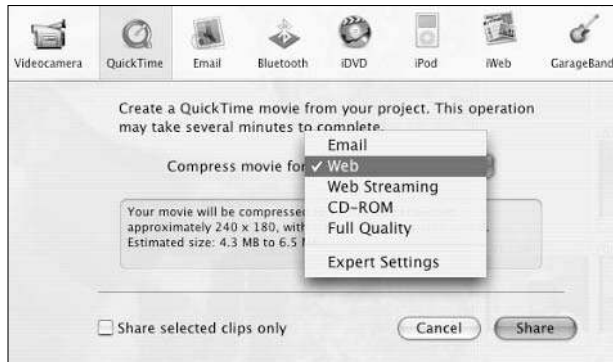 Videocamera QuickTime Email Bluetooth iDVD iPod iWeb GarageBand
Create a QuickTime movie from your project. This operation
may take several minutes to complete.
Compress movie for
Email
✓ Web
Web Streaming
CD-ROM
Full Quality
Expert Settings
Your movie will be compressed
approximately 240 x 180, with
Estimated size: 4.3 MB to 6.5
Share selected clips only
Cancel Share